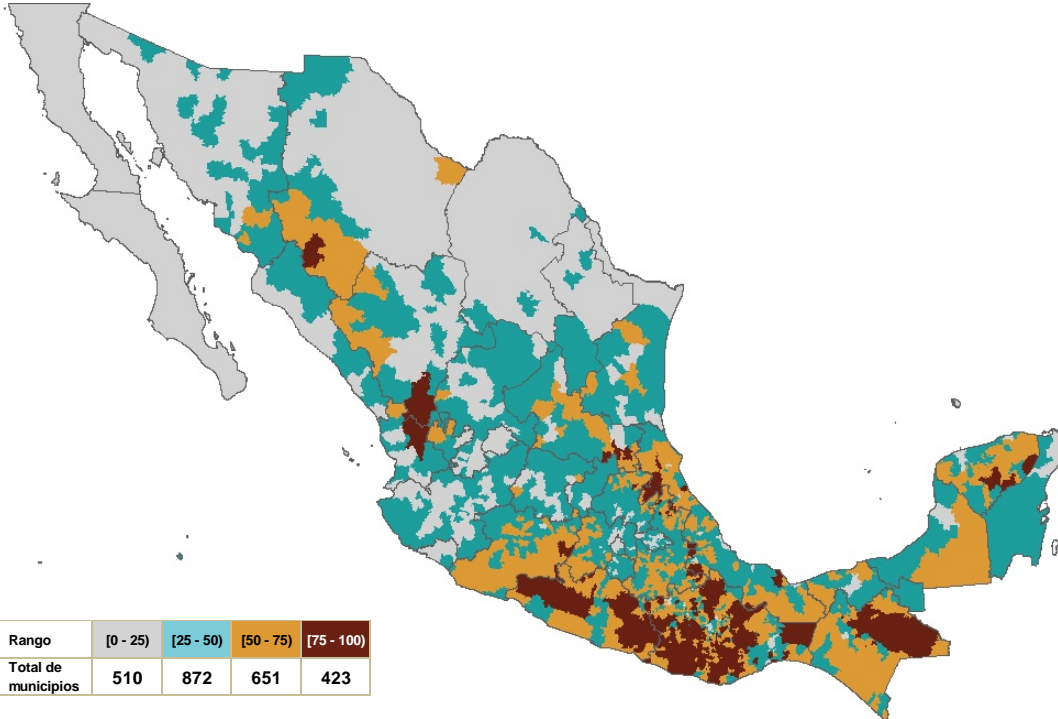 Rango [0 - 25) [25 - 50) [50 - 75) [75 - 100)
Total de
municipios 510 872 651 423